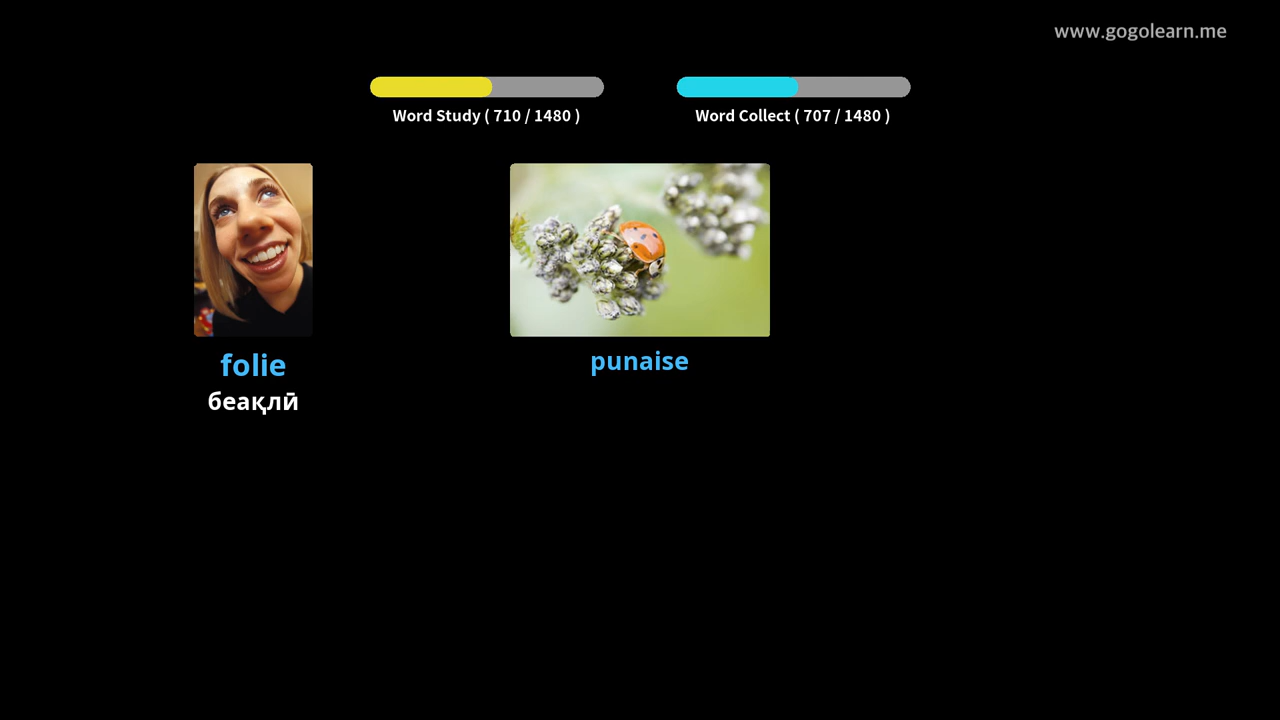 www.gogolearn.me
Word Study ( 710 / 1480 )
Word Collect ( 707 / 1480 )
folie
беақлӣ
punaise